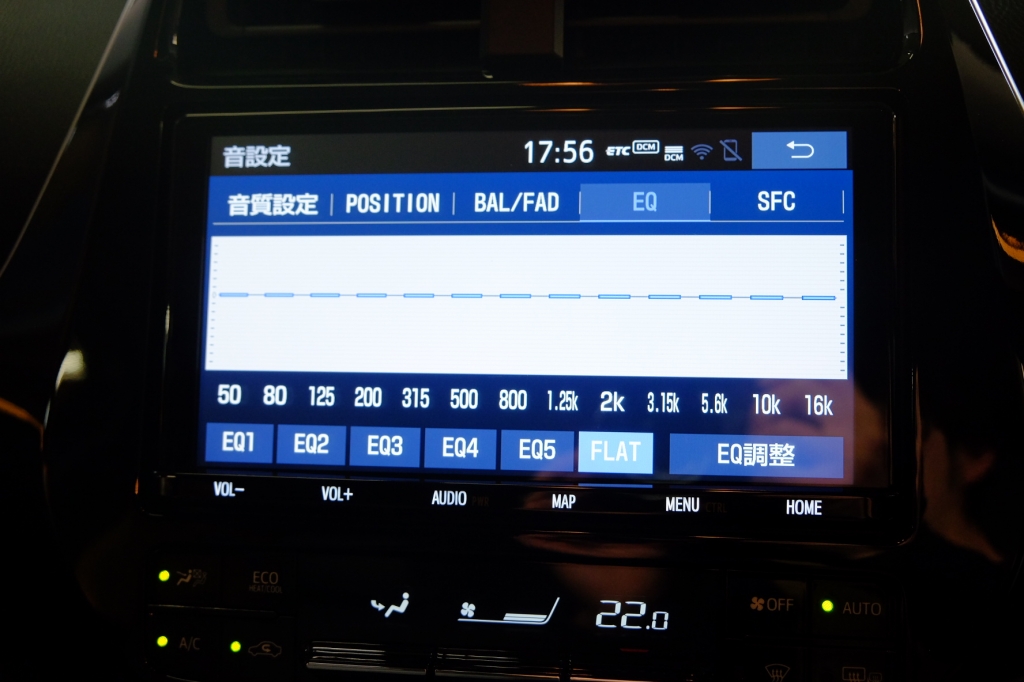 音設定 17:56 ETC DCM DCM
音質設定 POSITION BAL/FAD EQ SFC
50 80 125 200 315 500 800 1.25k 2k 3.15k 5.6k 10k 16k
EQ1 EQ2 EQ3 EQ4 EQ5 FLAT EQ調整
VOL− VOL+ AUDIO MAP MENU HOME
ECO
HEAT/COOL
22.0 OFF AUTO
A/C